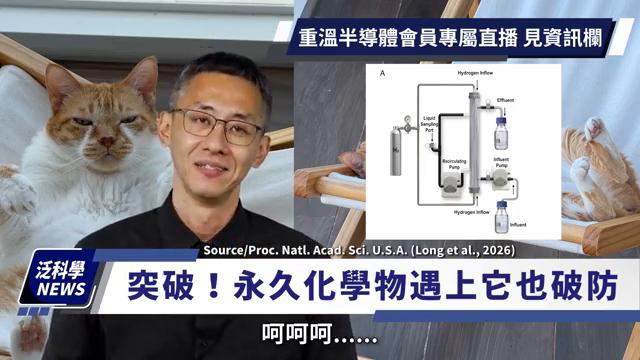 重溫半導體會員專屬直播 見資訊欄
A
Hydrogen Inflow
Effluent
Liquid
Sampling
Port
H₂
Recirculating
Pump
Influent
Pump
Hydrogen Inflow
Influent
Source/Proc. Natl. Acad. Sci. U.S.A. (Long et al., 2026)
泛科學
NEWS
突破！永久化學物遇上它也破防
呵呵呵......